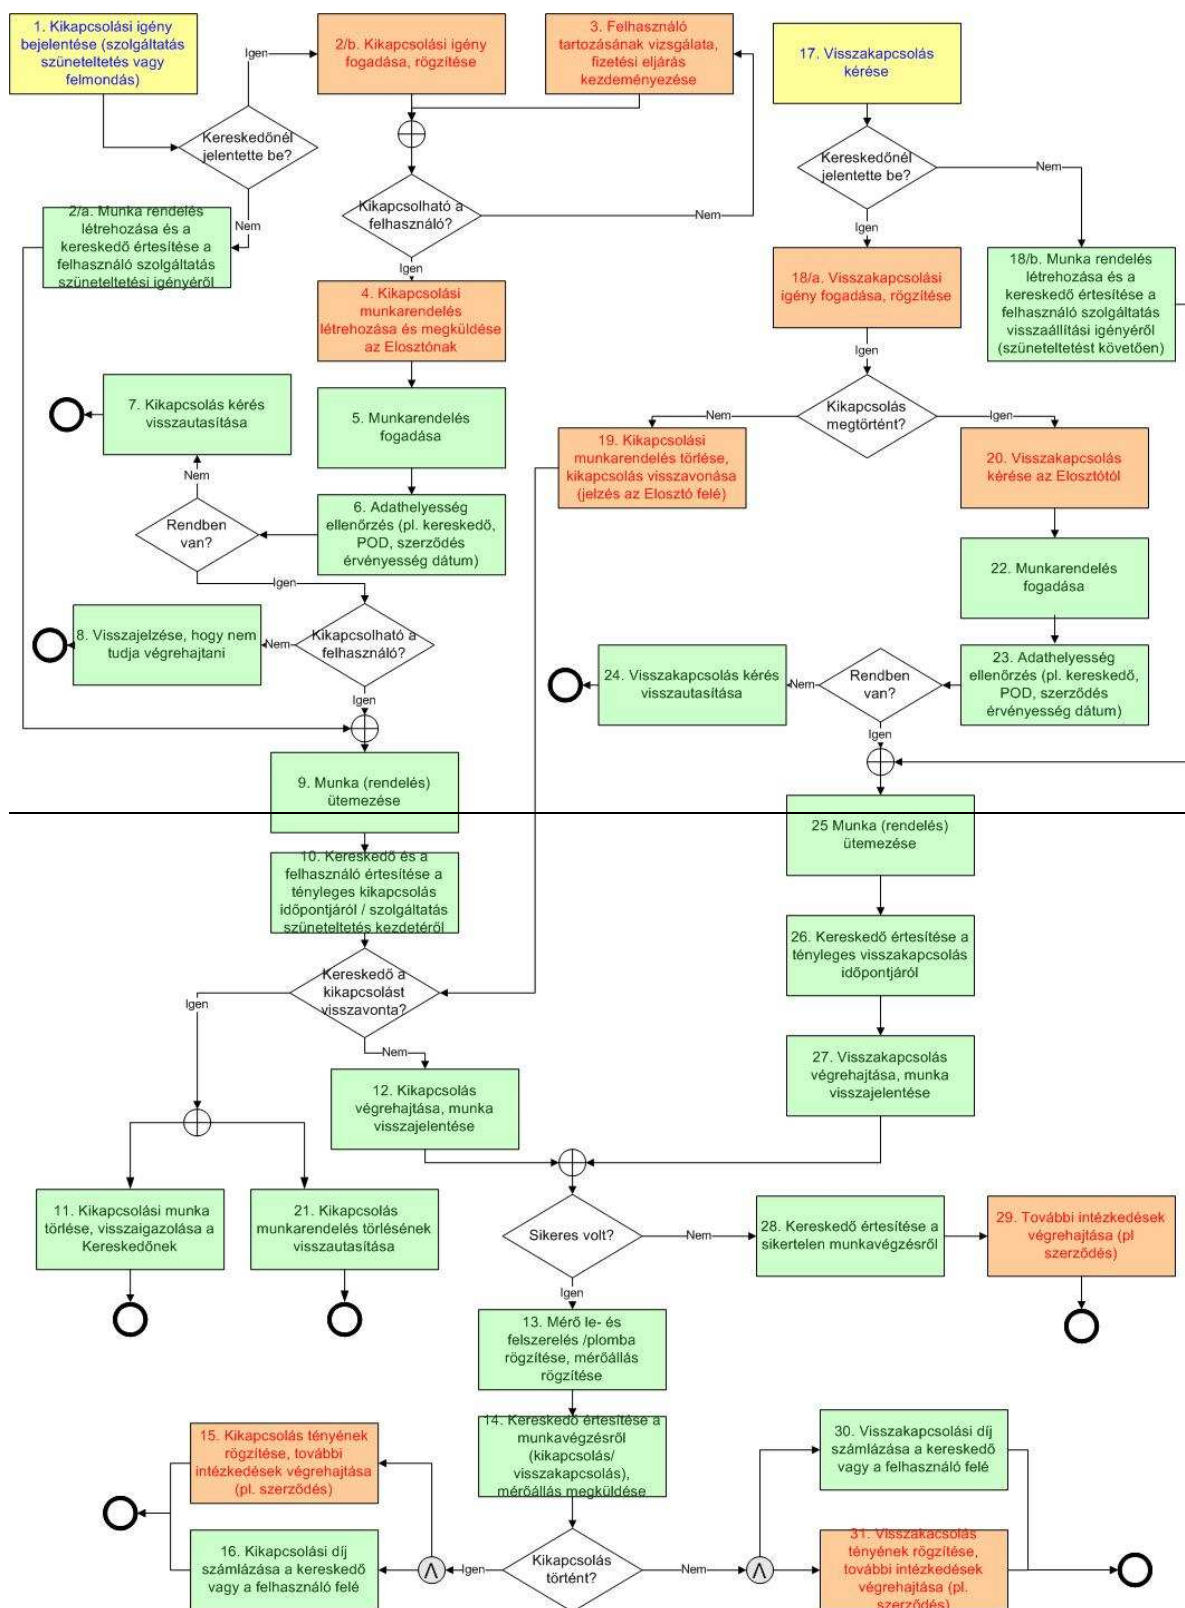 1. Kikapcsolási igény
bejelentése (szolgáltatás
szüneteltetés vagy
felmondás)
Igen
2/b. Kikapcsolási igény
fogadása, rögzítése
3. Felhasználó
tartozásának vizsgálata,
fizetési eljárás
kezdeményezése
17. Visszakapcsolás
kérése
Kereskedőnél
jelentette be?
Kereskedőnél
jelentette be?
Nem
Nem
Kikapcsolható a
felhasználó?
Nem
Igen
2/a. Munka rendelés
létrehozása és a
kereskedő értesítése a
felhasználó szolgáltatás
szüneteltetési igényéről
Igen
18/a. Visszakapcsolási
igény fogadása, rögzítése
18/b. Munka rendelés
létrehozása és a
kereskedő értesítése a
felhasználó szolgáltatás
visszaállítási igényéről
(szüneteltetést követően)
4. Kikapcsolási
munkarendelés
létrehozása és megküldése
az Elosztónak
Igen
7. Kikapcsolás kérés
visszautasítása
5. Munkarendelés
fogadása
Kikapcsolás
megtörtént?
Nem
Igen
19. Kikapcsolási
munkarendelés törlése,
kikapcsolás visszavonása
(jelzés az Elosztó felé)
20. Visszakapcsolás
kérése az Elosztótól
Nem
Rendben
van?
6. Adathelyesség
ellenőrzés (pl. kereskedő,
POD, szerződés
érvényesség dátum)
22. Munkarendelés
fogadása
Igen
8. Visszajelzése, hogy nem
tudja végrehajtani
Nem
Kikapcsolható a
felhasználó?
24. Visszakapcsolás kérés
visszautasítása
Nem
Rendben
van?
23. Adathelyesség
ellenőrzés (pl. kereskedő,
POD, szerződés
érvényesség dátum)
Igen
Igen
9. Munka (rendelés)
ütemezése
25 Munka (rendelés)
ütemezése
10. Kereskedő és a
felhasználó értesítése a
tényleges kikapcsolás
időpontjáról / szolgáltatás
szüneteltetés kezdetéről
26. Kereskedő értesítése a
tényleges visszakapcsolás
időpontjáról
Kereskedő a
kikapcsolást
visszavonta?
Igen
Nem
12. Kikapcsolás
végrehajtása, munka
visszajelentése
27. Visszakapcsolás
végrehajtása, munka
visszajelentése
11. Kikapcsolási munka
törlése, visszaigazolása a
Kereskedőnek
21. Kikapcsolás
munkarendelés törlésének
visszautasítása
Sikeres volt?
Nem
28. Kereskedő értesítése a
sikertelen munkavégzésről
29. További intézkedések
végrehajtása (pl
szerződés)
Igen
13. Mérő le- és
felszerelés /plomba
rögzítése, mérőállás
rögzítése
14. Kereskedő értesítése a
munkavégzésről
(kikapcsolás/
visszakapcsolás),
mérőállás megküldése
15. Kikapcsolás tényének
rögzítése, további
intézkedések végrehajtása
(pl. szerződés)
30. Visszakapcsolási díj
számlázása a kereskedő
vagy a felhasználó felé
16. Kikapcsolási díj
számlázása a kereskedő
vagy a felhasználó felé
Igen
Kikapcsolás
történt?
Nem
31. Visszakacsolás
tényének rögzítése,
további intézkedések
végrehajtása (pl.
szerződés)